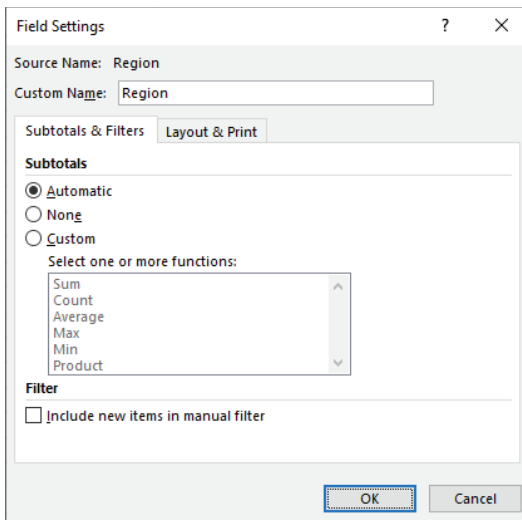 Field Settings ? ×
Source Name: Region
Custom Name: Region
Subtotals & Filters Layout & Print
Subtotals
Automatic
None
Custom
Select one or more functions:
Sum
Count
Average
Max
Min
Product
Filter
Include new items in manual filter
OK Cancel